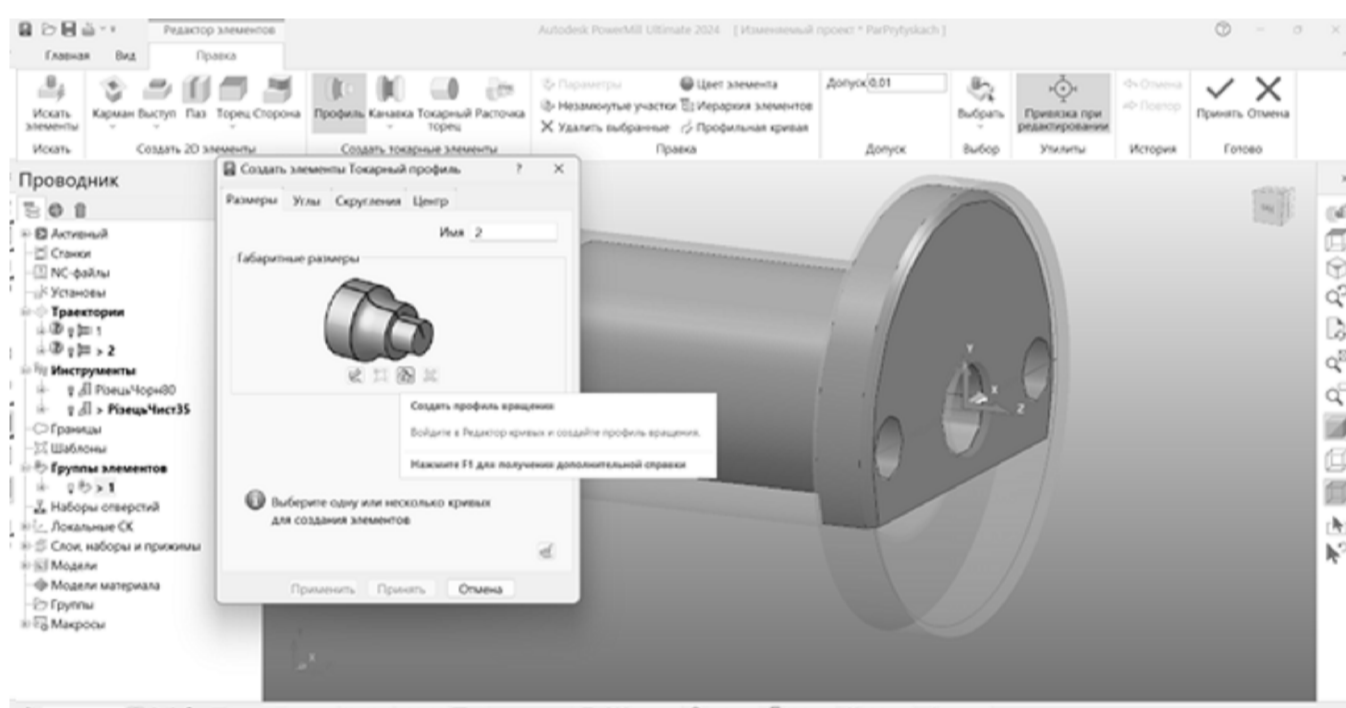 Редактор элементов
Autodesk PowerMill Ultimate 2024 [ Изменяемый проект * ParPrytyskach ]
Главная Вид Правка
Искать элементы
Карман Выступ Паз Торец Сторона
Профиль Канавка Токарный торец Расточка
Параметры Цвет элемента
Незамкнутые участки Иерархия элементов
Удалить выбранные Профильная кривая
Допуск 0,01
Выбрать
Привязка при редактировании
Отмена
Повтор
Принять Отмена
Искать Создать 2D элементы Создать токарные элементы Правка Допуск Выбор Утилиты История Готово
Проводник
Активный
Станки
NC-файлы
Установы
Траектории
1
> 2
Инструменты
РізецьЧорн80
> РізецьЧист35
Границы
Шаблоны
Группы элементов
> 1
Наборы отверстий
Локальные СК
Слои, наборы и прижимы
Модели
Модели материала
Группы
Макросы
Создать элементы Токарный профиль ?
Размеры Углы Скругления Центр
Имя 2
Габаритные размеры
Создать профиль вращения
Войдите в Редактор кривых и создайте профиль вращения.
Нажмите F1 для получения дополнительной справки
Выберите одну или несколько кривых
для создания элементов
Применить Принять Отмена
Y
X
Z
X